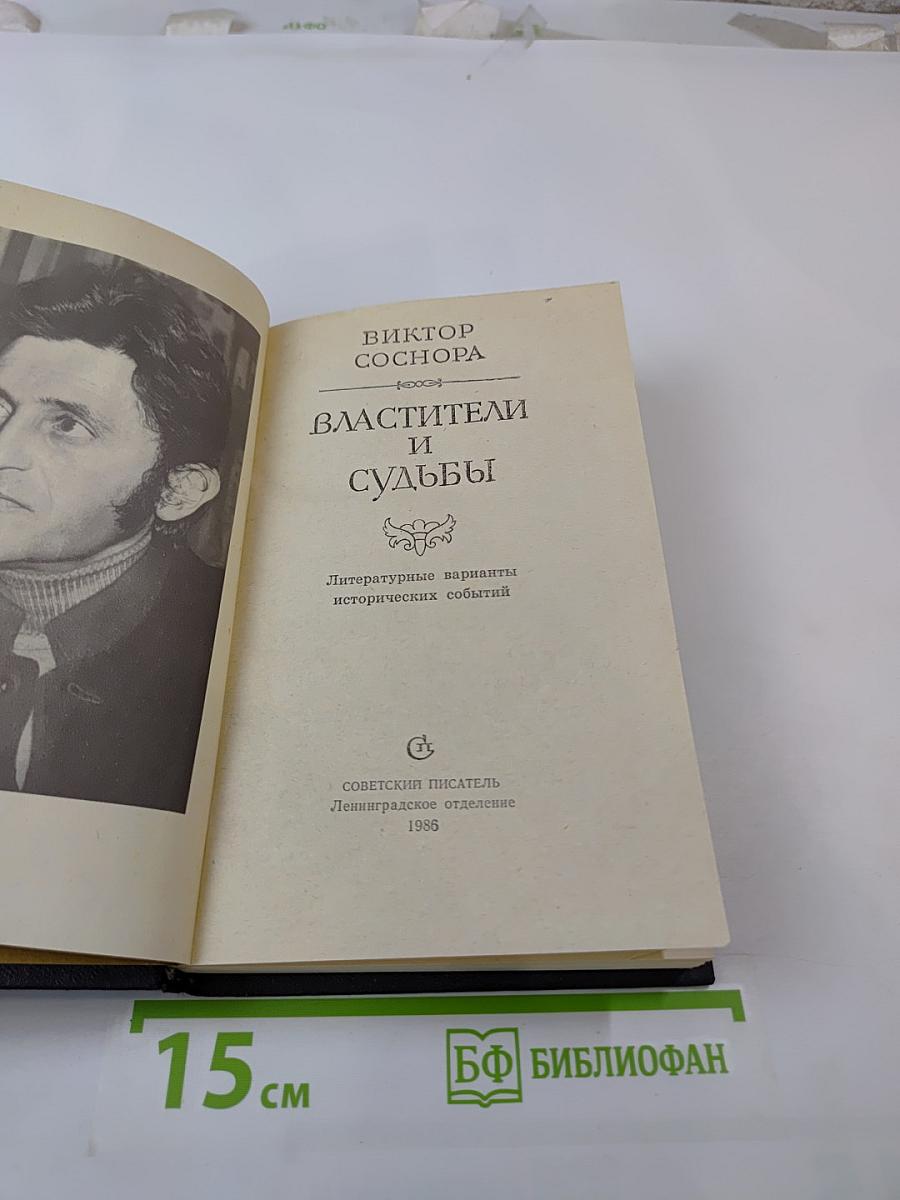 ВИКТОР
СОСНОРА
ВЛАСТИТЕЛИ
И
СУДЬБЫ
Литературные варианты
исторических событий
СОВЕТСКИЙ ПИСАТЕЛЬ
Ленинградское отделение
1986
15 см
БФ БИБЛИОФАН